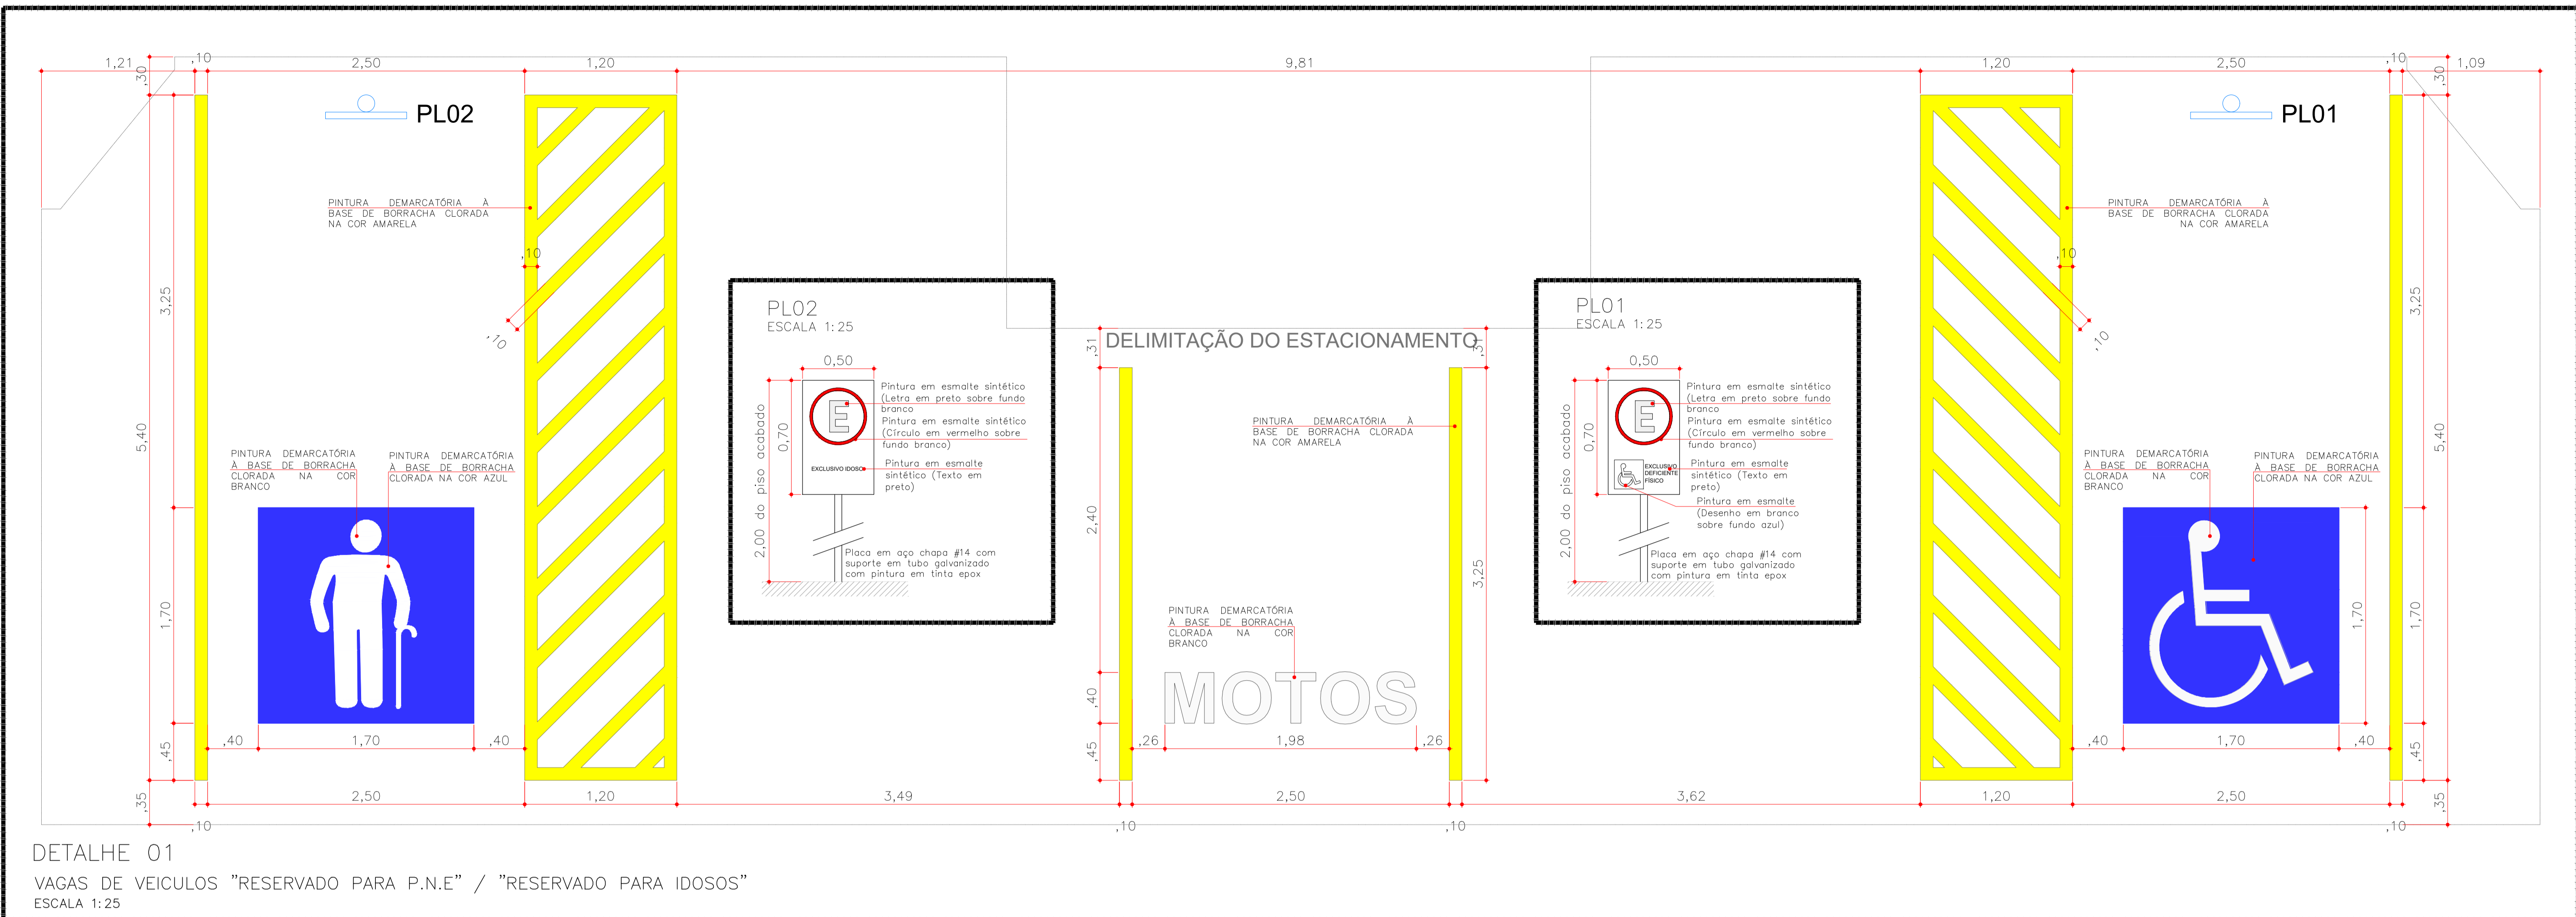 1,21
,10
2,50
1,20
9,81
1,20
2,50
,10
1,09
,30
,30
PL02
PL01
PINTURA DEMARCATÓRIA À
BASE DE BORRACHA CLORADA
NA COR AMARELA
PINTURA DEMARCATÓRIA À
BASE DE BORRACHA CLORADA
NA COR AMARELA
,10
,10
3,25
5,40
,10
,10
3,25
5,40
PL02
ESCALA 1:25
0,50
0,70
2,00 do piso acabado
E
EXCLUSIVO IDOSO
Pintura em esmalte sintético
(Letra em preto sobre fundo
branco
Pintura em esmalte sintético
(Círculo em vermelho sobre
fundo branco)
Pintura em esmalte
sintético (Texto em
preto)
Placa em aço chapa #14 com
suporte em tubo galvanizado
com pintura em tinta epox
DELIMITAÇÃO DO ESTACIONAMENTO
,31
,31
2,40
3,25
PINTURA DEMARCATÓRIA À
BASE DE BORRACHA CLORADA
NA COR AMARELA
PINTURA DEMARCATÓRIA
À BASE DE BORRACHA
CLORADA NA COR
BRANCO
MOTOS
,40
,45
,26
1,98
,26
PL01
ESCALA 1:25
0,50
0,70
2,00 do piso acabado
E
EXCLUSIVO
DEFICIENTE
FÍSICO
Pintura em esmalte sintético
(Letra em preto sobre fundo
branco
Pintura em esmalte sintético
(Círculo em vermelho sobre
fundo branco)
Pintura em esmalte
sintético (Texto em
preto)
Pintura em esmalte
(Desenho em branco
sobre fundo azul)
Placa em aço chapa #14 com
suporte em tubo galvanizado
com pintura em tinta epox
PINTURA DEMARCATÓRIA
À BASE DE BORRACHA
CLORADA NA COR
BRANCO
PINTURA DEMARCATÓRIA
À BASE DE BORRACHA
CLORADA NA COR AZUL
PINTURA DEMARCATÓRIA
À BASE DE BORRACHA
CLORADA NA COR
BRANCO
PINTURA DEMARCATÓRIA
À BASE DE BORRACHA
CLORADA NA COR AZUL
1,70
1,70
1,70
,45
,40
1,70
,40
,40
1,70
,40
,45
,35
2,50
1,20
3,49
2,50
3,62
1,20
2,50
,35
,10
,10
,10
,10
DETALHE 01
VAGAS DE VEICULOS "RESERVADO PARA P.N.E" / "RESERVADO PARA IDOSOS"
ESCALA 1:25